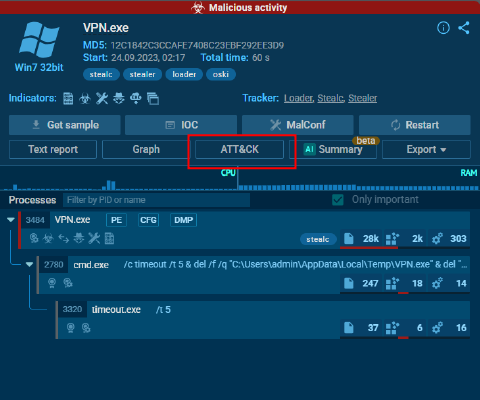 Malicious activity
VPN.exe
MD5: 12C1842C3CCAFE7408C23EBF292EE3D9
Start: 24.09.2023, 02:17 Total time: 60 s
Win7 32bit
stealc stealer loader oski
Indicators: Tracker: Loader, Stealc, Stealer
Get sample IOC MalConf Restart
beta
Text report Graph ATT&CK AI Summary Export
CPU RAM
Processes Filter by PID or name Only important
3484 VPN.exe PE CFG DMP
stealc 28k 2k 303
2780 cmd.exe /c timeout /t 5 & del /f /q "C:\Users\admin\AppData\Local\Temp\VPN.exe" & del "...
247 18 14
3320 timeout.exe /t 5
37 6 16